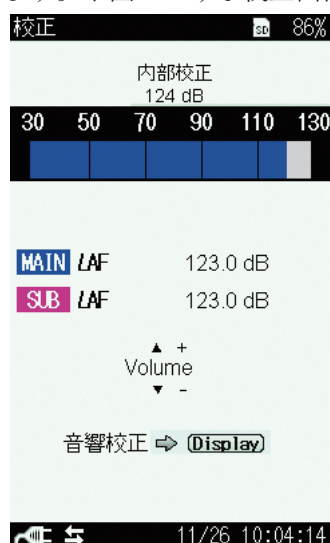 校正 SD 86%
内部校正
124 dB
30 50 70 90 110 130
MAIN LAF 123.0 dB
SUB LAF 123.0 dB
▲ +
Volume
▼ -
音響校正 ⇨ (Display)
11/26 10:04:14